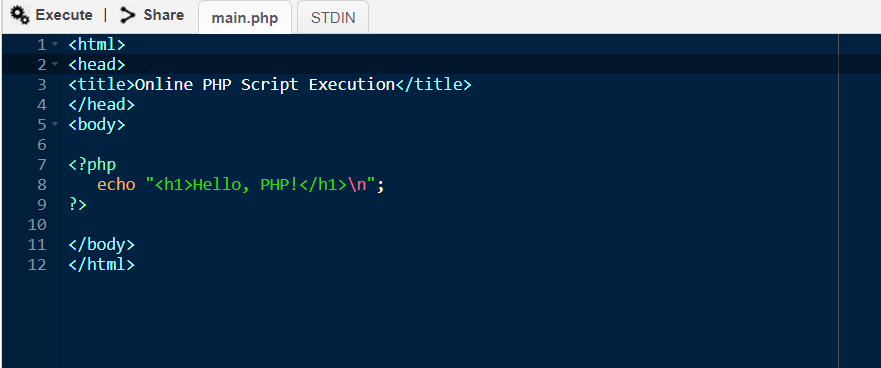 Execute | Share main.php STDIN
1 <html>
2 <head>
3 <title>Online PHP Script Execution</title>
4 </head>
5 <body>
6
7 <?php
8    echo "<h1>Hello, PHP!</h1>\n";
9 ?>
10
11 </body>
12 </html>